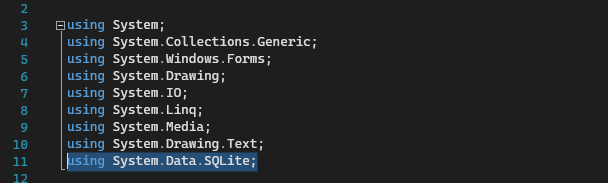 2
3 using System;
4 using System.Collections.Generic;
5 using System.Windows.Forms;
6 using System.Drawing;
7 using System.IO;
8 using System.Linq;
9 using System.Media;
10 using System.Drawing.Text;
11 using System.Data.SQLite;
12